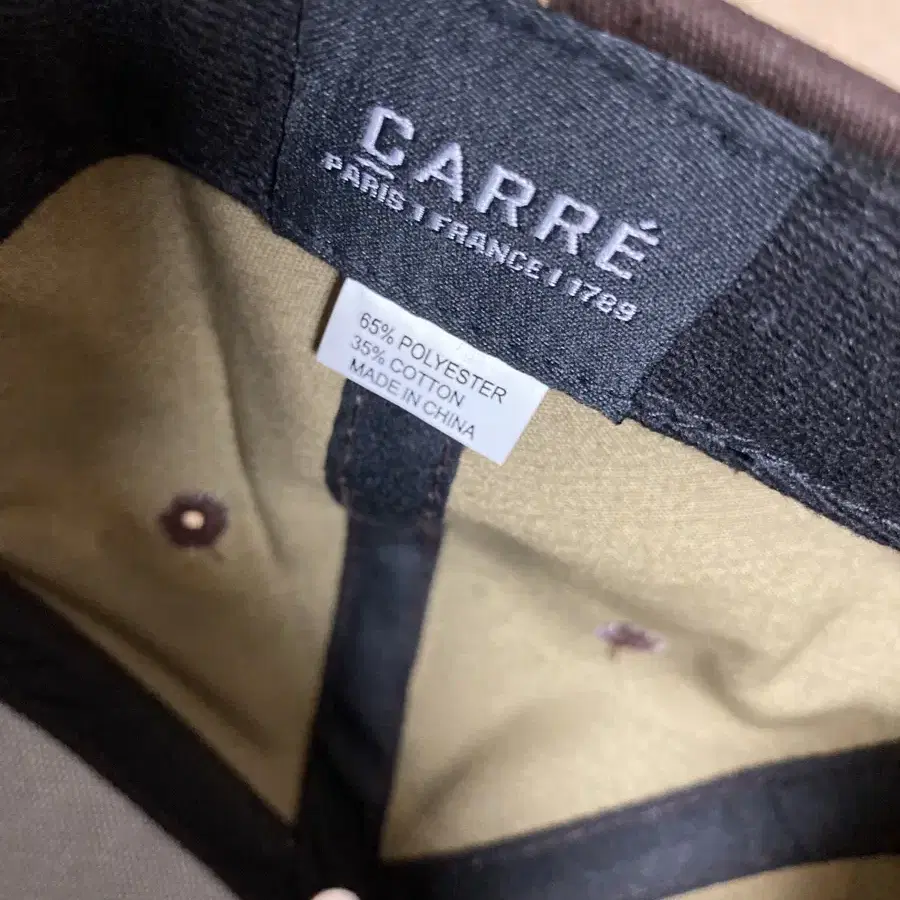 CARRÉ
PARIS | FRANCE | 1789
65% POLYESTER
35% COTTON
MADE IN CHINA